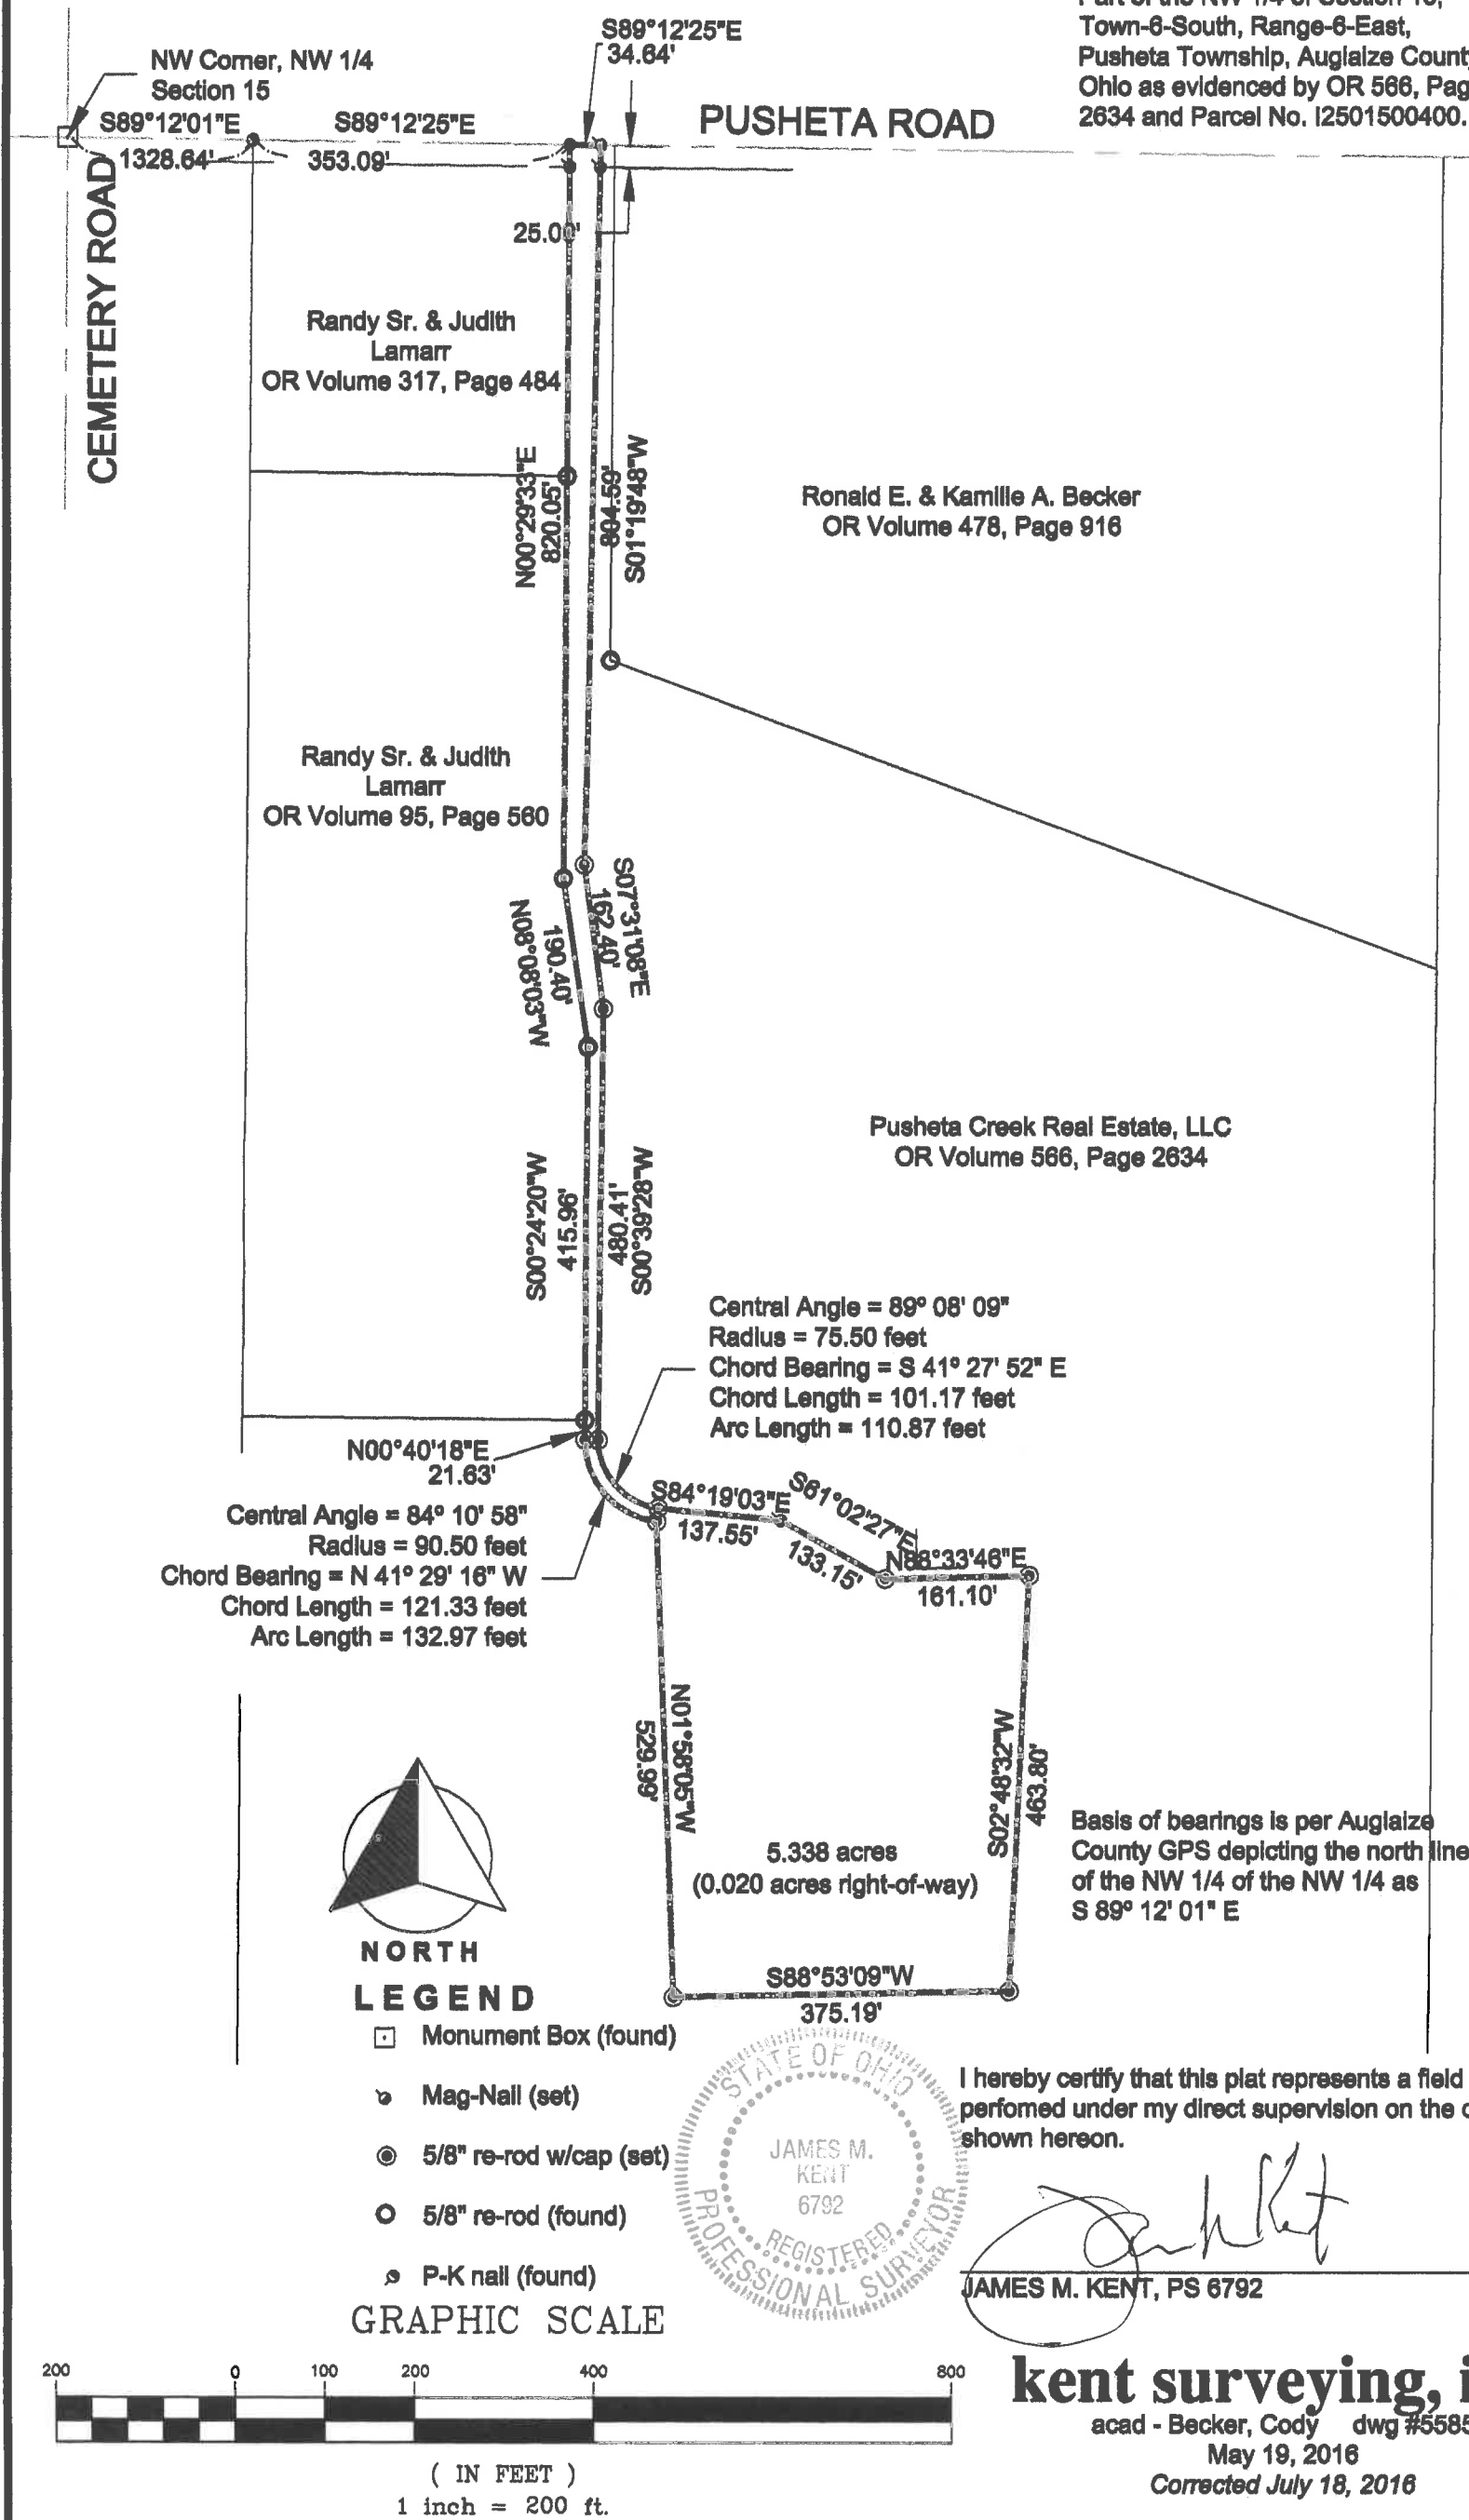 Town-6-South, Range-6-East,
Pusheta Township, Auglaize
Ohio as evidenced by OR 566,
2634 and Parcel No. I2501500400.
S89°12'25"E
34.64'
NW Corner, NW 1/4
Section 15
S89°12'01"E
1328.64'
S89°12'25"E
353.09'
PUSHETA ROAD
CEMETERY ROAD
25.00'
Randy Sr. & Judith
Lamarr
OR Volume 317, Page 484
N00°29'33"E
820.05'
804.59'
S01°19'48"W
Ronald E. & Kamille A. Becker
OR Volume 478, Page 916
Randy Sr. & Judith
Lamarr
OR Volume 95, Page 560
S07°31'08"E
162.40'
N08°08'03"W
190.40'
Pusheta Creek Real Estate, LLC
OR Volume 566, Page 2634
S00°24'20"W
415.96'
480.41'
S00°39'28"W
Central Angle = 89° 08' 09"
Radius = 75.50 feet
Chord Bearing = S 41° 27' 52" E
Chord Length = 101.17 feet
Arc Length = 110.87 feet
N00°40'18"E
21.63'
Central Angle = 84° 10' 58"
Radius = 90.50 feet
Chord Bearing = N 41° 29' 16" W
Chord Length = 121.33 feet
Arc Length = 132.97 feet
S84°19'03"E
137.55'
S61°02'27"E
133.15'
N88°33'46"E
161.10'
N01°58'05"W
529.99'
S02°48'32"W
463.80'
5.338 acres
(0.020 acres right-of-way)
Basis of bearings is per Auglaize
County GPS depicting the north line
of the NW 1/4 of the NW 1/4 as
S 89° 12' 01" E
S88°53'09"W
375.19'
NORTH
LEGEND
Monument Box (found)
Mag-Nail (set)
5/8" re-rod w/cap (set)
5/8" re-rod (found)
P-K nail (found)
STATE OF OHIO
JAMES M.
KENT
6792
REGISTERED
PROFESSIONAL SURVEYOR
I hereby certify that this plat represents a field
perfomed under my direct supervision on the
shown hereon.
JAMES M. KENT, PS 6792
GRAPHIC SCALE
200 0 100 200 400 800
( IN FEET )
1 inch = 200 ft.
kent surveying,
acad - Becker, Cody dwg #5585
May 19, 2016
Corrected July 18, 2016